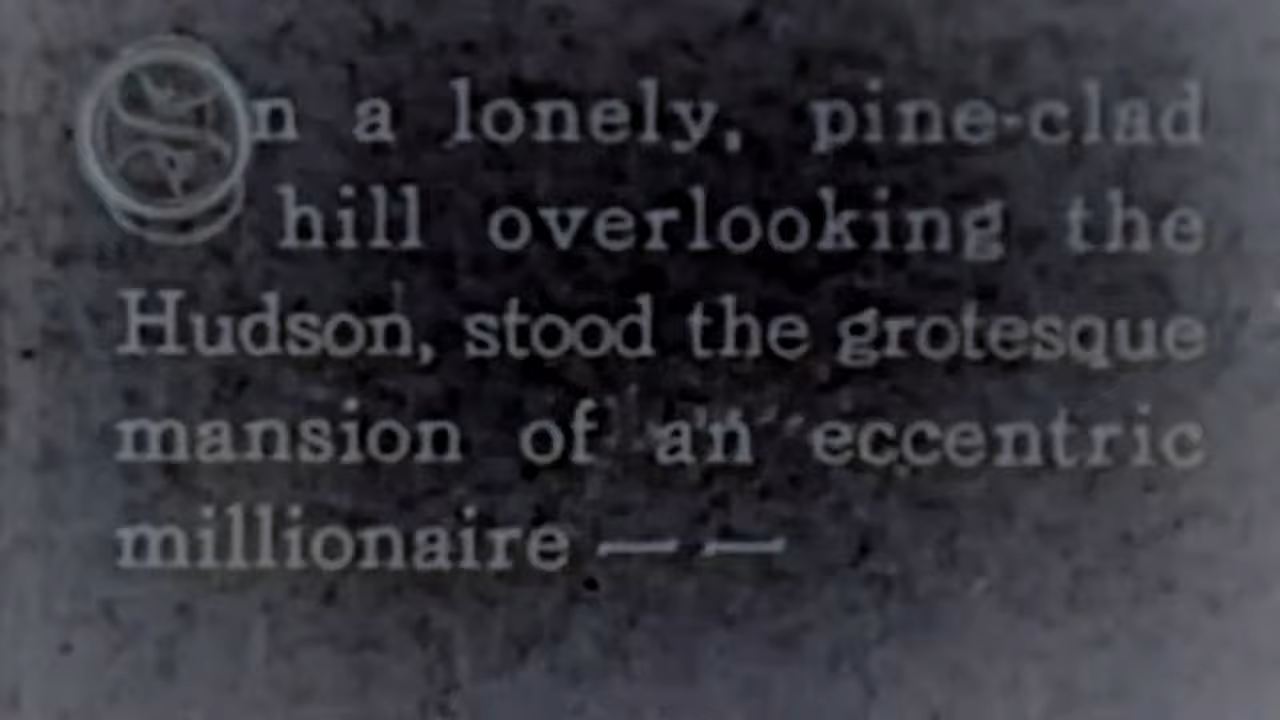 On a lonely, pine-clad
hill overlooking the
Hudson, stood the grotesque
mansion of an eccentric
millionaire — —